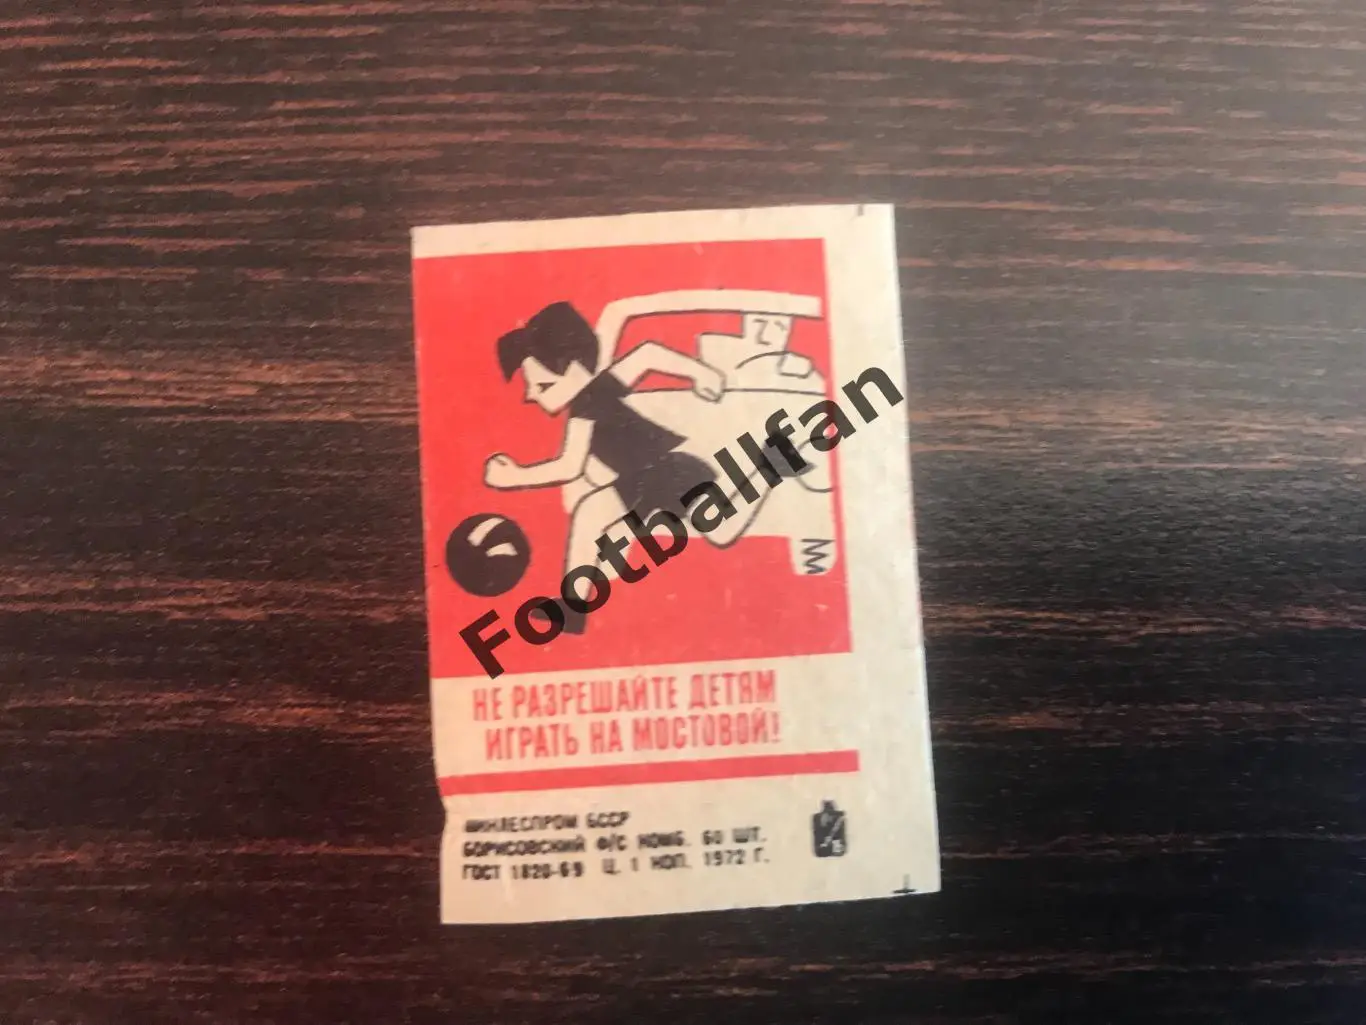 Footballfan
НЕ РАЗРЕШАЙТЕ ДЕТЯМ
ИГРАТЬ НА МОСТОВОЙ!
МИНЛЕСПРОМ БССР
БОРИСОВСКИЙ Ф/С КОМБ. 60 ШТ.
ГОСТ 1820-69 Ц. 1 КОП. 1972 Г.